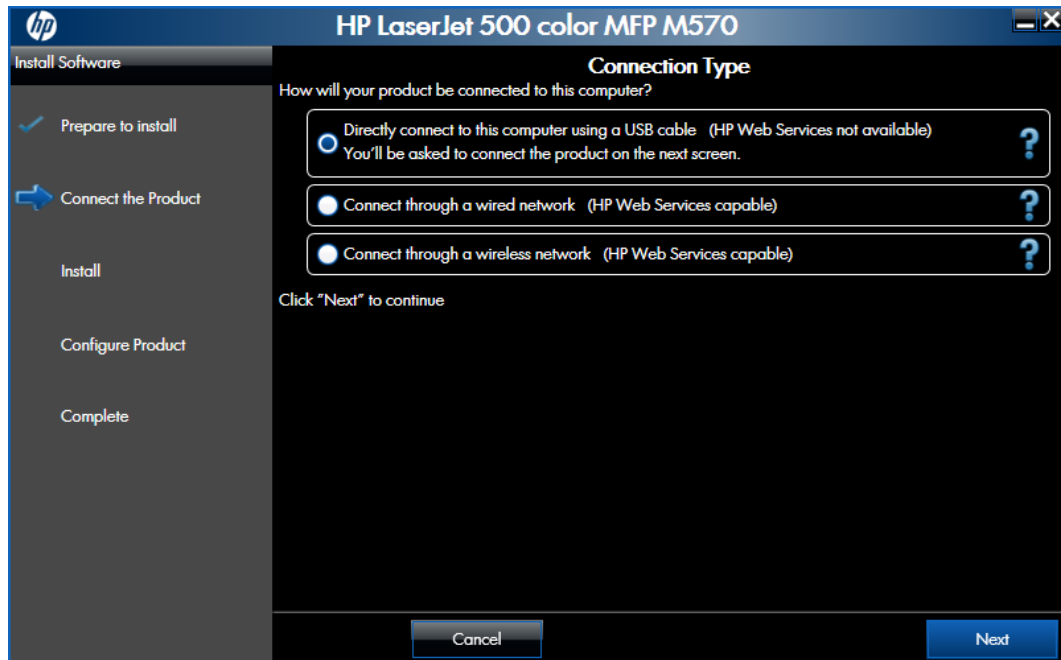 hp
HP LaserJet 500 color MFP M570
Install Software
Prepare to install
Connect the Product
Install
Configure Product
Complete
Connection Type
How will your product be connected to this computer?
Directly connect to this computer using a USB cable (HP Web Services not available)
You'll be asked to connect the product on the next screen.
?
Connect through a wired network (HP Web Services capable)
?
Connect through a wireless network (HP Web Services capable)
?
Click "Next" to continue
Cancel
Next